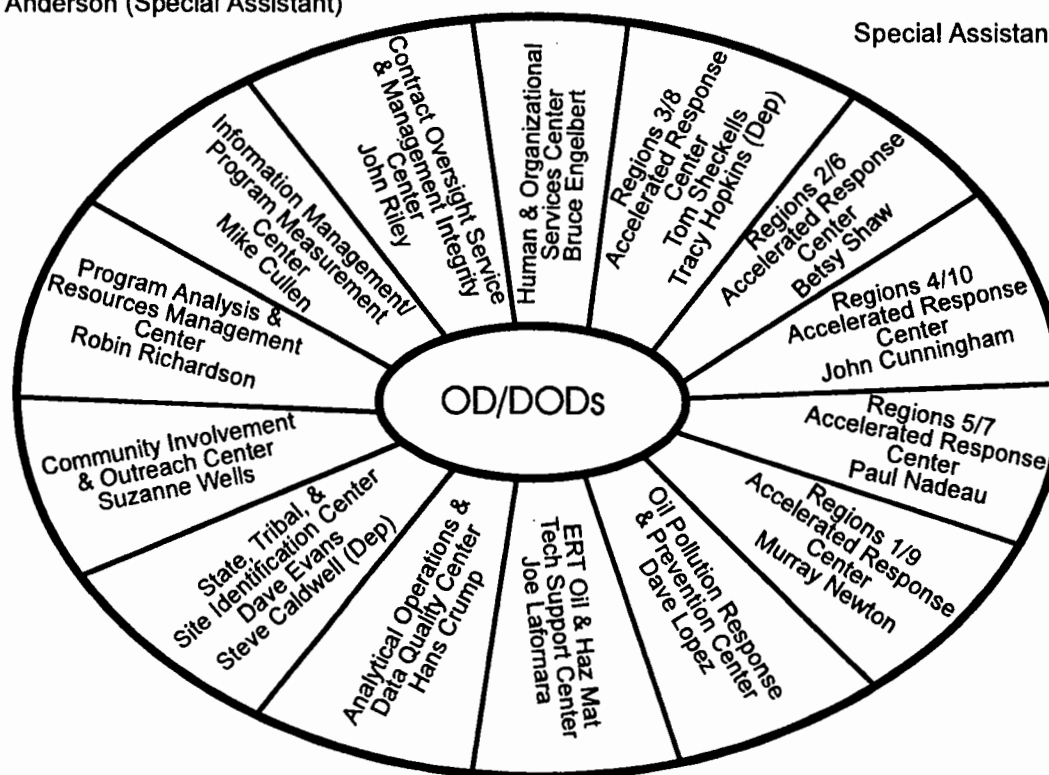 Anderson (Special Assistant)
Special Assistan
Contract Oversight Service
& Management Integrity
Center
John Riley
Human & Organizational
Services Center
Bruce Engelbert
Regions 3/8
Accelerated Response
Center
Tom Sheckells
Tracy Hopkins (Dep)
Regions 2/6
Accelerated Response
Center
Betsy Shaw
Regions 4/10
Accelerated Response
Center
John Cunningham
Regions 5/7
Accelerated Response
Center
Paul Nadeau
Regions 1/9
Accelerated Response
Center
Murray Newton
Oil Pollution Response
& Prevention Center
Dave Lopez
ERT Oil & Haz Mat
Tech Support Center
Joe Lafornara
Analytical Operations &
Data Quality Center
Hans Crump
State, Tribal, &
Site Identification Center
Dave Evans
Steve Caldwell (Dep)
Community Involvement
& Outreach Center
Suzanne Wells
Program Analysis &
Resources Management
Center
Robin Richardson
Information Management/
Program Measurement
Center
Mike Cullen
OD/DODs